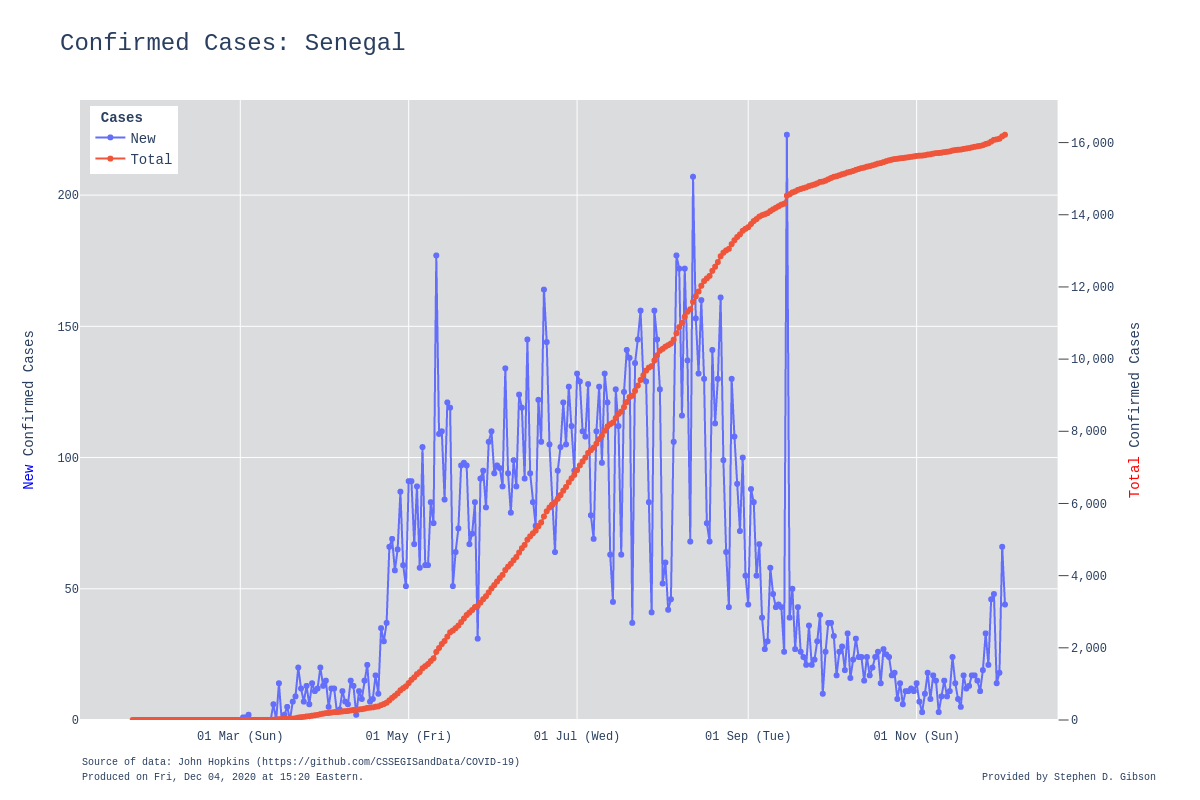 Confirmed Cases: Senegal
Cases
New
Total
200
150
100
50
0
New Confirmed Cases
16,000
14,000
12,000
10,000
8,000
6,000
4,000
2,000
0
Total Confirmed Cases
01 Mar (Sun)
01 May (Fri)
01 Jul (Wed)
01 Sep (Tue)
01 Nov (Sun)
Source of data: John Hopkins (https://github.com/CSSEGISandData/COVID-19)
Produced on Fri, Dec 04, 2020 at 15:20 Eastern.
Provided by Stephen D. Gibson